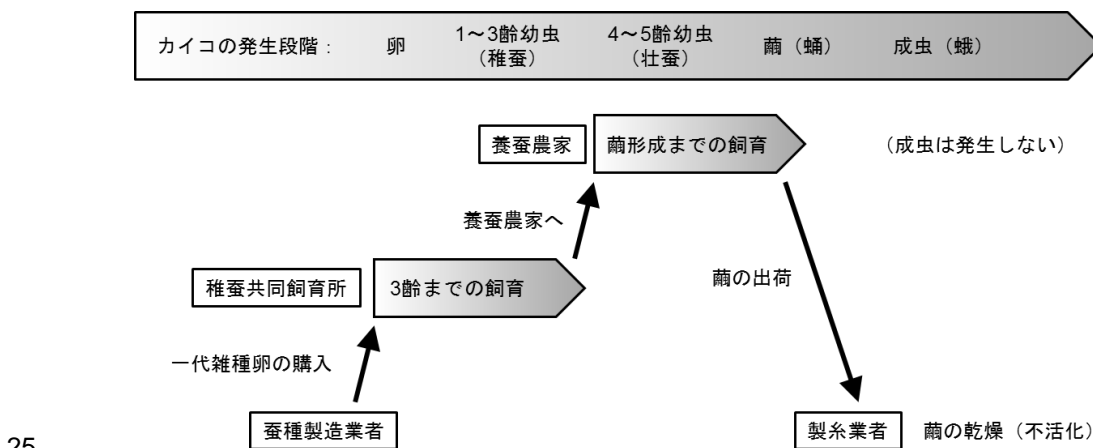 カイコの発生段階： 卵 1～3齢幼虫 4～5齢幼虫 繭（蛹） 成虫（蛾）
（稚蚕） （壮蚕）
養蚕農家 繭形成までの飼育 （成虫は発生しない）
養蚕農家へ
稚蚕共同飼育所 3齢までの飼育 繭の出荷
一代雑種卵の購入
蚕種製造業者 製糸業者 繭の乾燥（不活化）
25